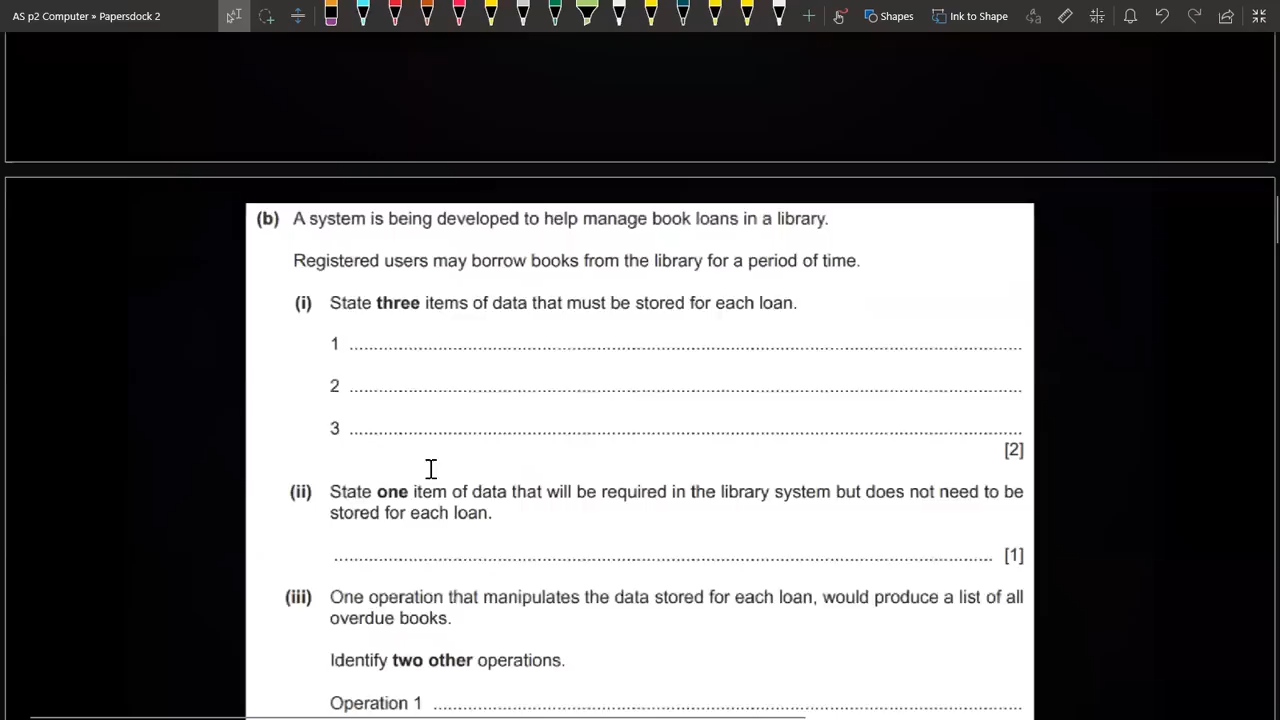 AS p2 Computer » Papersdock 2
Shapes
Ink to Shape
(b) A system is being developed to help manage book loans in a library.
Registered users may borrow books from the library for a period of time.
(i) State three items of data that must be stored for each loan.
1 ........................................................................
2 ........................................................................
3 ........................................................................
[2]
(ii) State one item of data that will be required in the library system but does not need to be
stored for each loan.
........................................................................ [1]
(iii) One operation that manipulates the data stored for each loan, would produce a list of all
overdue books.
Identify two other operations.
Operation 1 ........................................................................